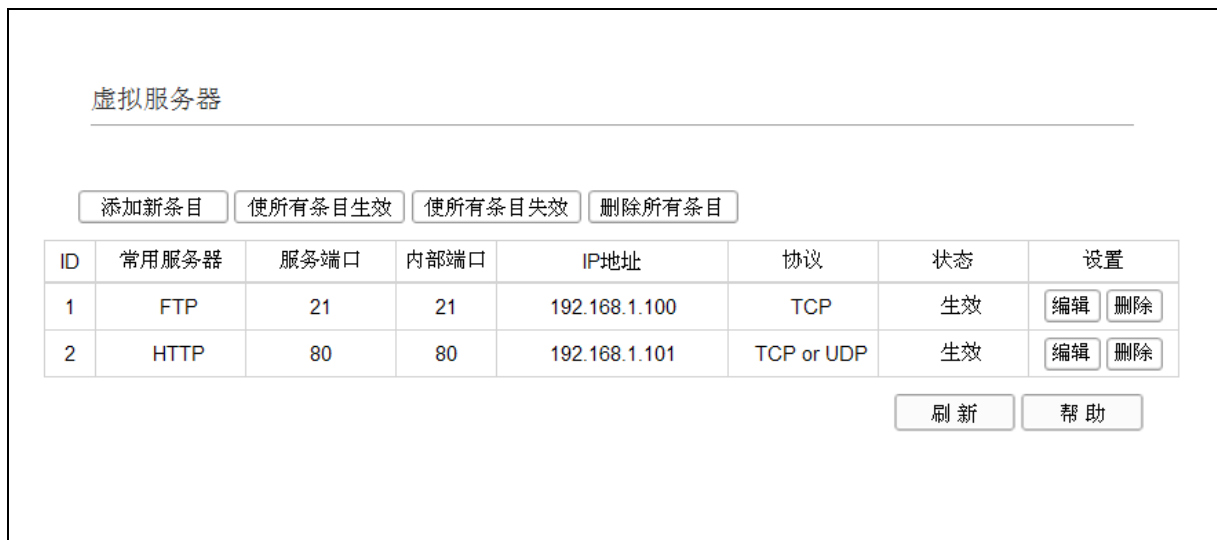 虚拟服务器
添加新条目 使所有条目生效 使所有条目失效 删除所有条目
ID 常用服务器 服务端口 内部端口 IP地址 协议 状态 设置
1 FTP 21 21 192.168.1.100 TCP 生效 编辑 删除
2 HTTP 80 80 192.168.1.101 TCP or UDP 生效 编辑 删除
刷 新 帮 助